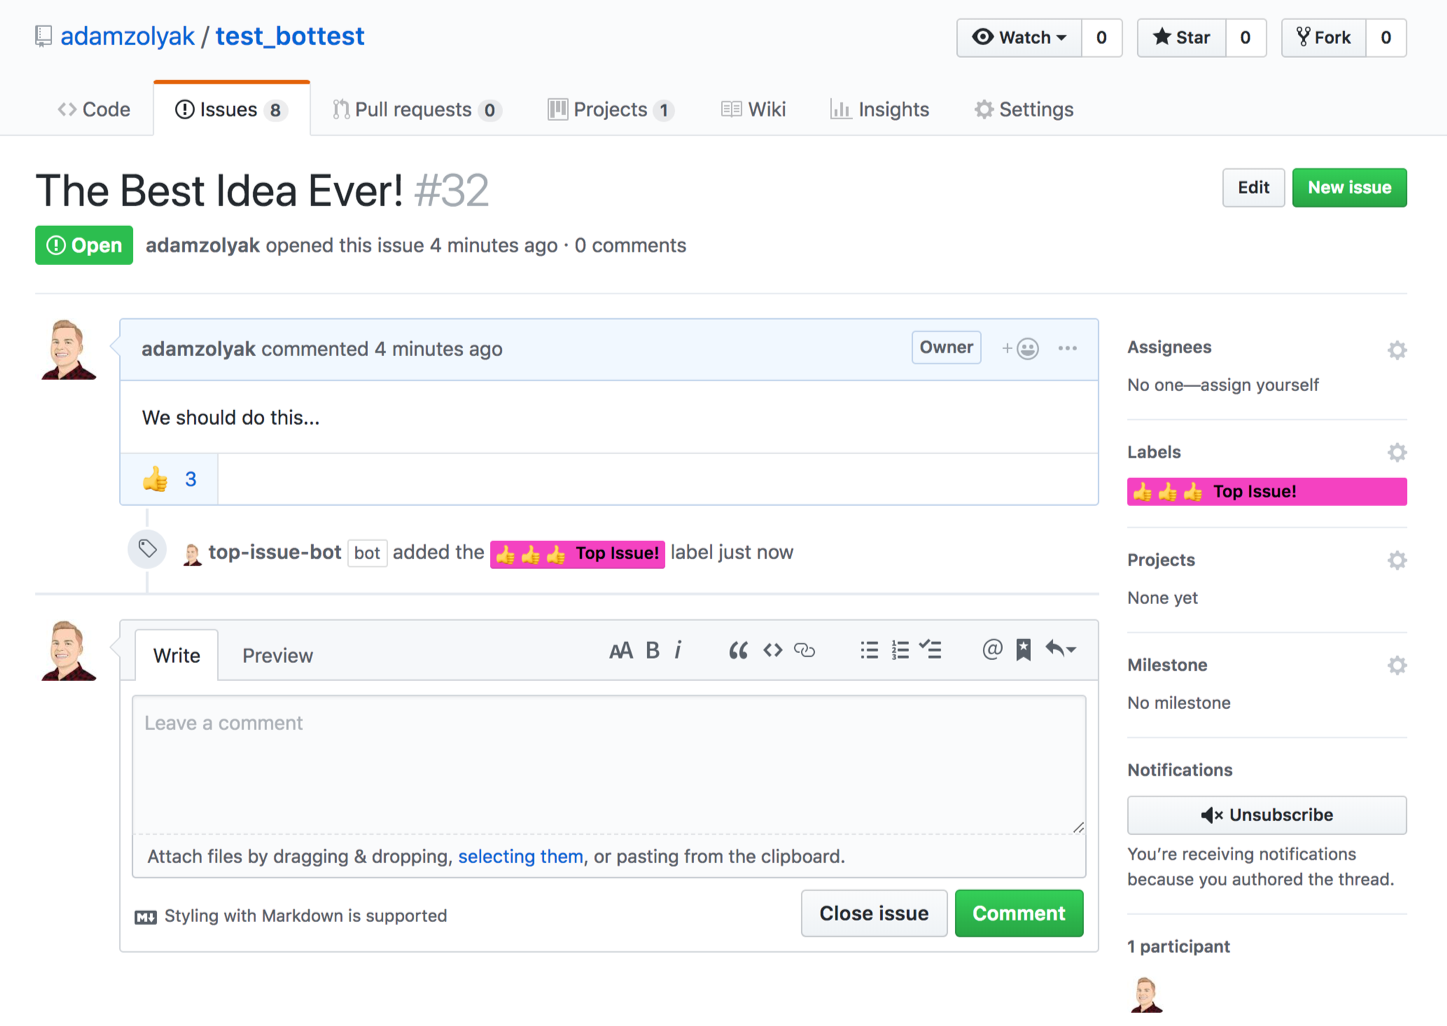 adamzolyak / test_bottest
Watch 0 Star 0 Fork 0
Code Issues 8 Pull requests 0 Projects 1 Wiki Insights Settings
The Best Idea Ever! #32
Edit New issue
Open adamzolyak opened this issue 4 minutes ago · 0 comments
adamzolyak commented 4 minutes ago Owner
We should do this...
👍 3
top-issue-bot bot added the 👍👍👍 Top Issue! label just now
Write Preview
Leave a comment
Attach files by dragging & dropping, selecting them, or pasting from the clipboard.
Styling with Markdown is supported
Close issue Comment
Assignees
No one—assign yourself
Labels
👍👍👍 Top Issue!
Projects
None yet
Milestone
No milestone
Notifications
Unsubscribe
You’re receiving notifications
because you authored the thread.
1 participant